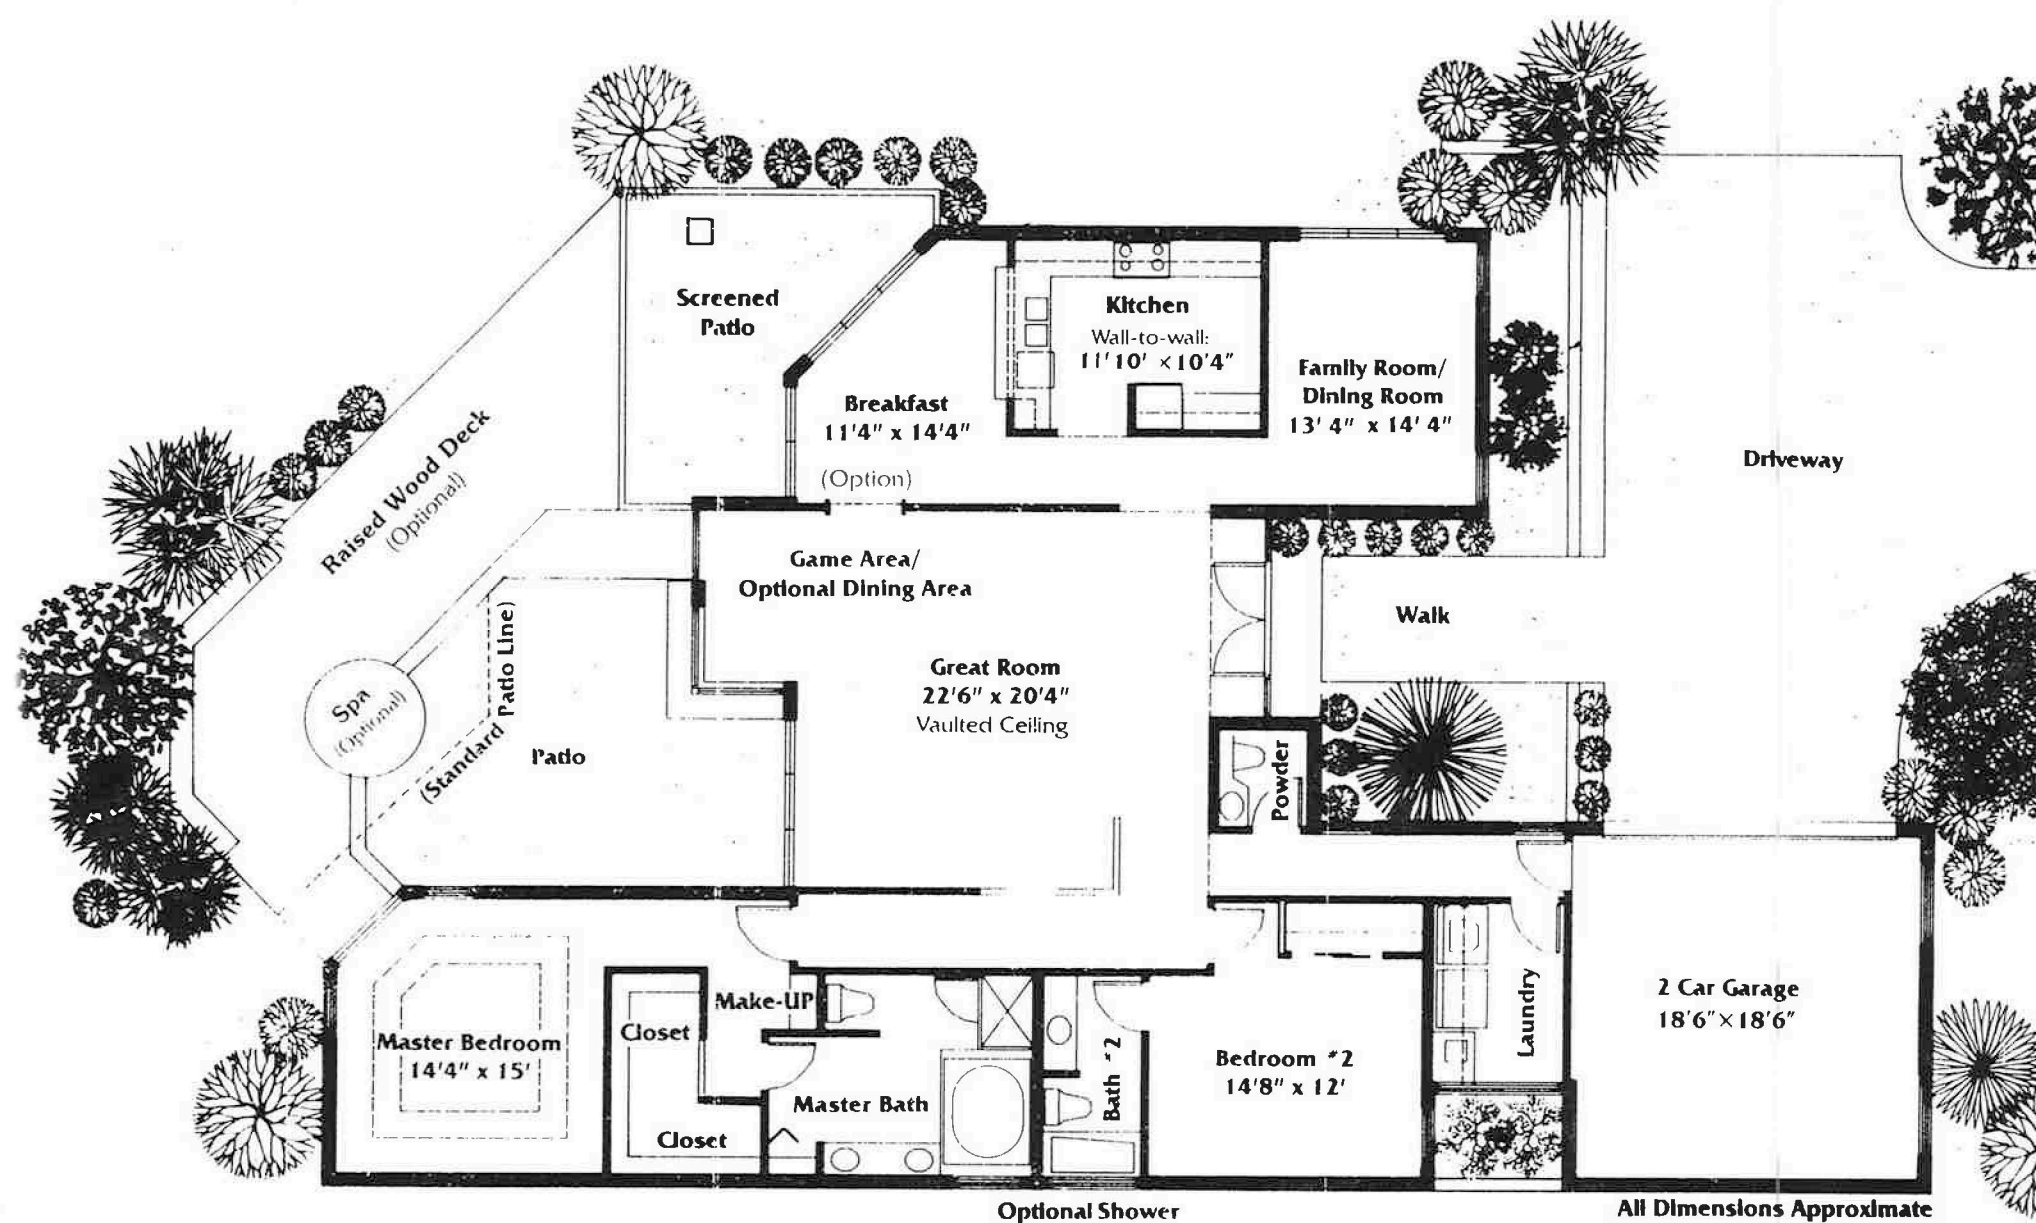 Screened
Patio
Kitchen
Wall-to-wall:
11'10' ×10'4"
Family Room/
Dining Room
13' 4" x 14' 4"
Breakfast
11'4" x 14'4"
(Option)
Raised Wood Deck
(Optional)
Driveway
Game Area/
Optional Dining Area
Walk
Great Room
22'6" x 20'4"
Vaulted Ceiling
Spa
(Optional)
(Standard Patio Line)
Patio
Powder
Make-UP
Closet
Master Bedroom
14'4" x 15'
Master Bath
Closet
Bath #2
Bedroom #2
14'8" x 12'
Laundry
2 Car Garage
18'6"×18'6"
Optional Shower
All Dimensions Approximate